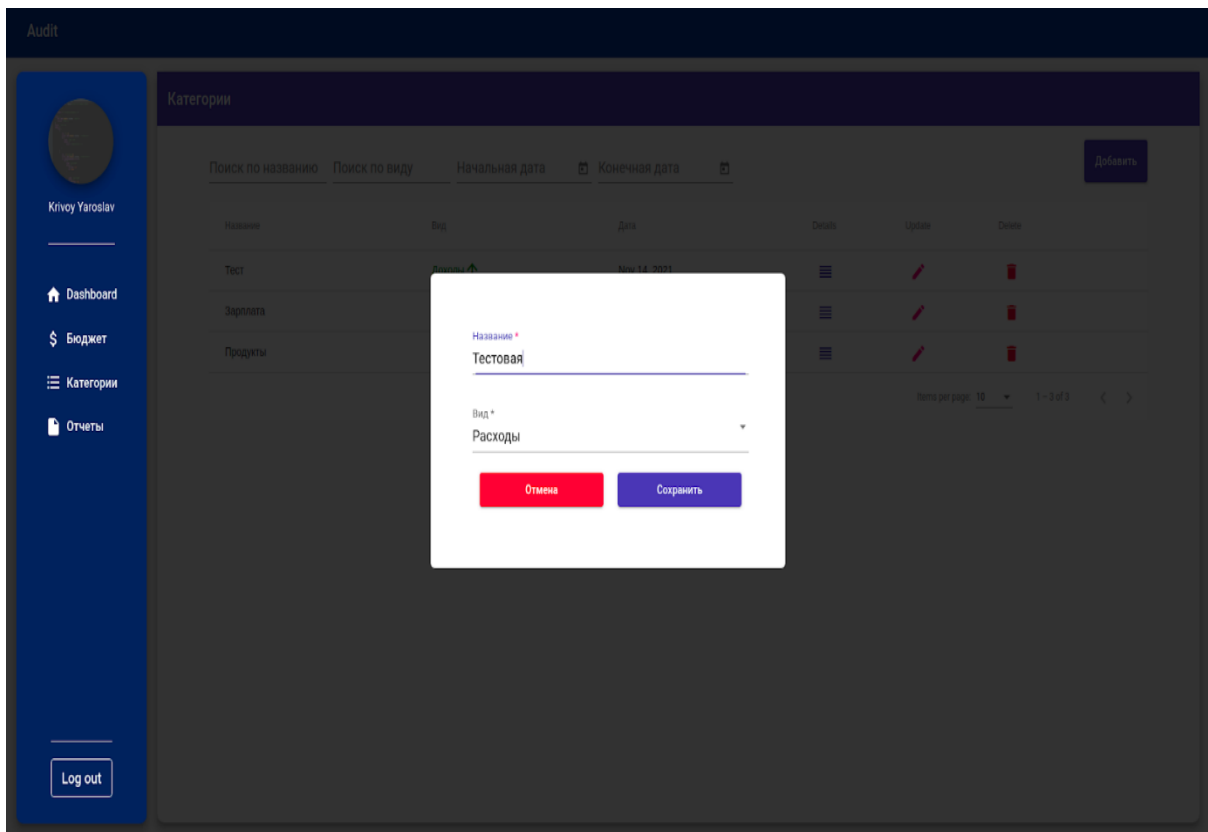 Audit
Категории
Krivoy Yaroslav
Dashboard
Бюджет
Категории
Отчеты
Log out
Поиск по названию Поиск по виду Начальная дата Конечная дата Добавить
Название Вид Дата Details Update Delete
Тест Доходы Nov 14, 2021
Зарплата
Продукты
Items per page: 10 1 – 3 of 3
Название *
Тестовая
Вид *
Расходы
Отмена Сохранить